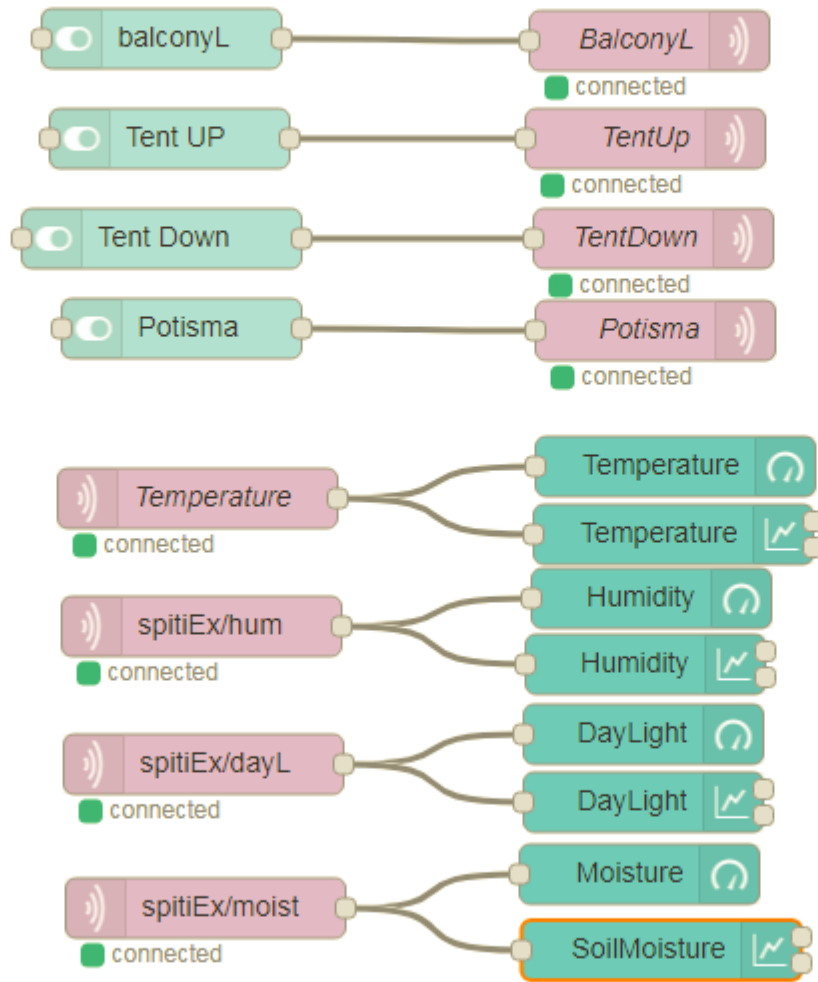 balconyL
BalconyL
connected
Tent UP
TentUp
connected
Tent Down
TentDown
connected
Potisma
Potisma
connected
Temperature
connected
Temperature
Temperature
spitiEx/hum
connected
Humidity
Humidity
spitiEx/dayL
connected
DayLight
DayLight
spitiEx/moist
connected
Moisture
SoilMoisture